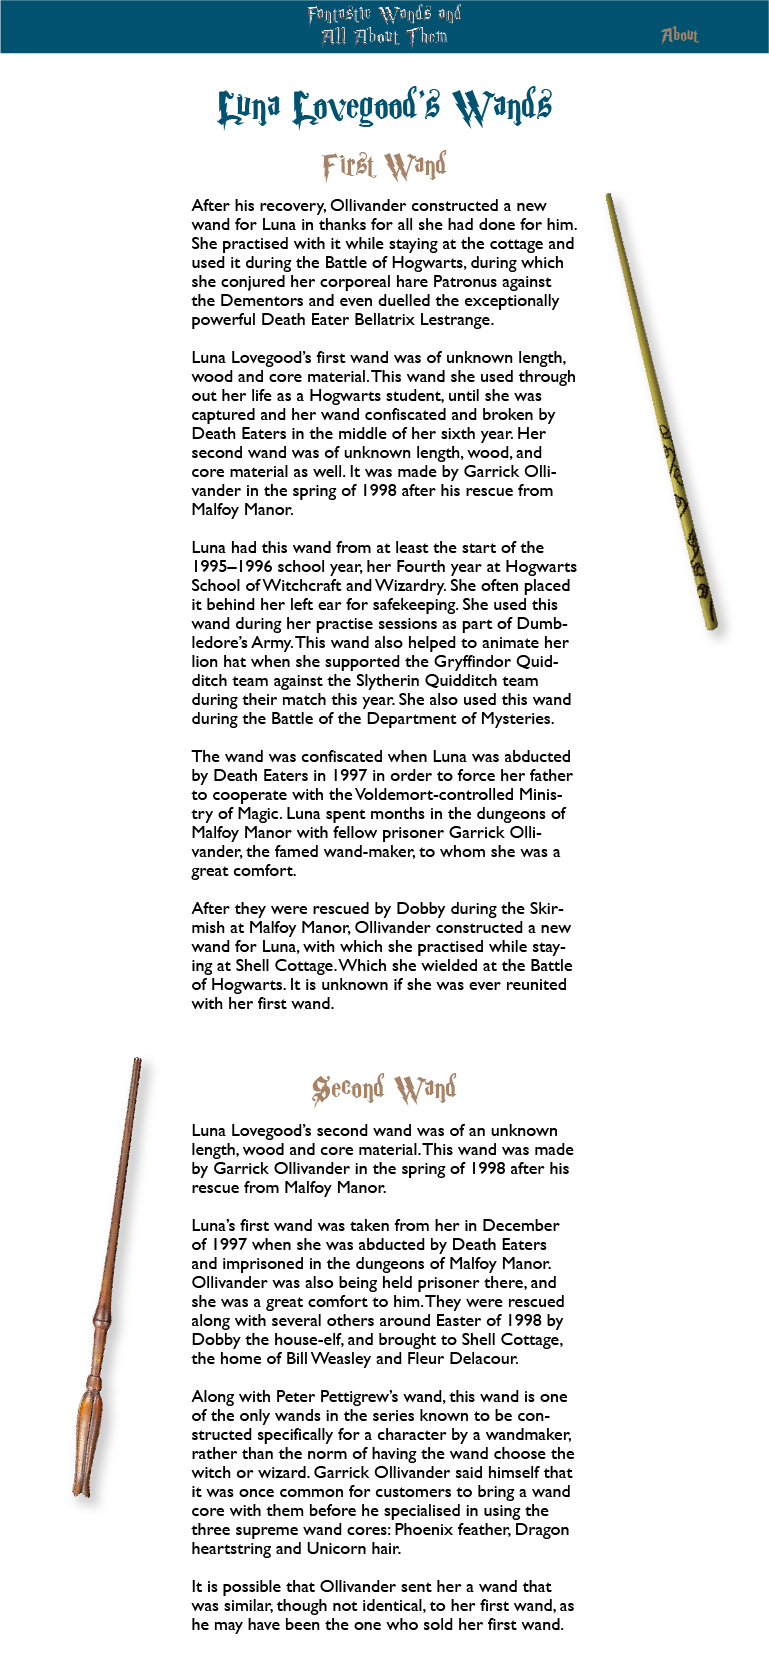 Fantastic Wands and
All About Them
About
Luna Lovegood's Wands
First Wand
After his recovery, Ollivander constructed a new
wand for Luna in thanks for all she had done for him.
She practised with it while staying at the cottage and
used it during the Battle of Hogwarts, during which
she conjured her corporeal hare Patronus against
the Dementors and even duelled the exceptionally
powerful Death Eater Bellatrix Lestrange.
Luna Lovegood's first wand was of unknown length,
wood and core material. This wand she used through
out her life as a Hogwarts student, until she was
captured and her wand confiscated and broken by
Death Eaters in the middle of her sixth year. Her
second wand was of unknown length, wood, and
core material as well. It was made by Garrick Olli-
vander in the spring of 1998 after his rescue from
Malfoy Manor.
Luna had this wand from at least the start of the
1995–1996 school year, her Fourth year at Hogwarts
School of Witchcraft and Wizardry. She often placed
it behind her left ear for safekeeping. She used this
wand during her practise sessions as part of Dumb-
ledore's Army. This wand also helped to animate her
lion hat when she supported the Gryffindor Quid-
ditch team against the Slytherin Quidditch team
during their match this year. She also used this wand
during the Battle of the Department of Mysteries.
The wand was confiscated when Luna was abducted
by Death Eaters in 1997 in order to force her father
to cooperate with the Voldemort-controlled Minis-
try of Magic. Luna spent months in the dungeons of
Malfoy Manor with fellow prisoner Garrick Olli-
vander, the famed wand-maker, to whom she was a
great comfort.
After they were rescued by Dobby during the Skir-
mish at Malfoy Manor, Ollivander constructed a new
wand for Luna, with which she practised while stay-
ing at Shell Cottage. Which she wielded at the Battle
of Hogwarts. It is unknown if she was ever reunited
with her first wand.
Second Wand
Luna Lovegood's second wand was of an unknown
length, wood and core material. This wand was made
by Garrick Ollivander in the spring of 1998 after his
rescue from Malfoy Manor.
Luna's first wand was taken from her in December
of 1997 when she was abducted by Death Eaters
and imprisoned in the dungeons of Malfoy Manor.
Ollivander was also being held prisoner there, and
she was a great comfort to him. They were rescued
along with several others around Easter of 1998 by
Dobby the house-elf, and brought to Shell Cottage,
the home of Bill Weasley and Fleur Delacour.
Along with Peter Pettigrew's wand, this wand is one
of the only wands in the series known to be con-
structed specifically for a character by a wandmaker,
rather than the norm of having the wand choose the
witch or wizard. Garrick Ollivander said himself that
it was once common for customers to bring a wand
core with them before he specialised in using the
three supreme wand cores: Phoenix feather, Dragon
heartstring and Unicorn hair.
It is possible that Ollivander sent her a wand that
was similar, though not identical, to her first wand, as
he may have been the one who sold her first wand.